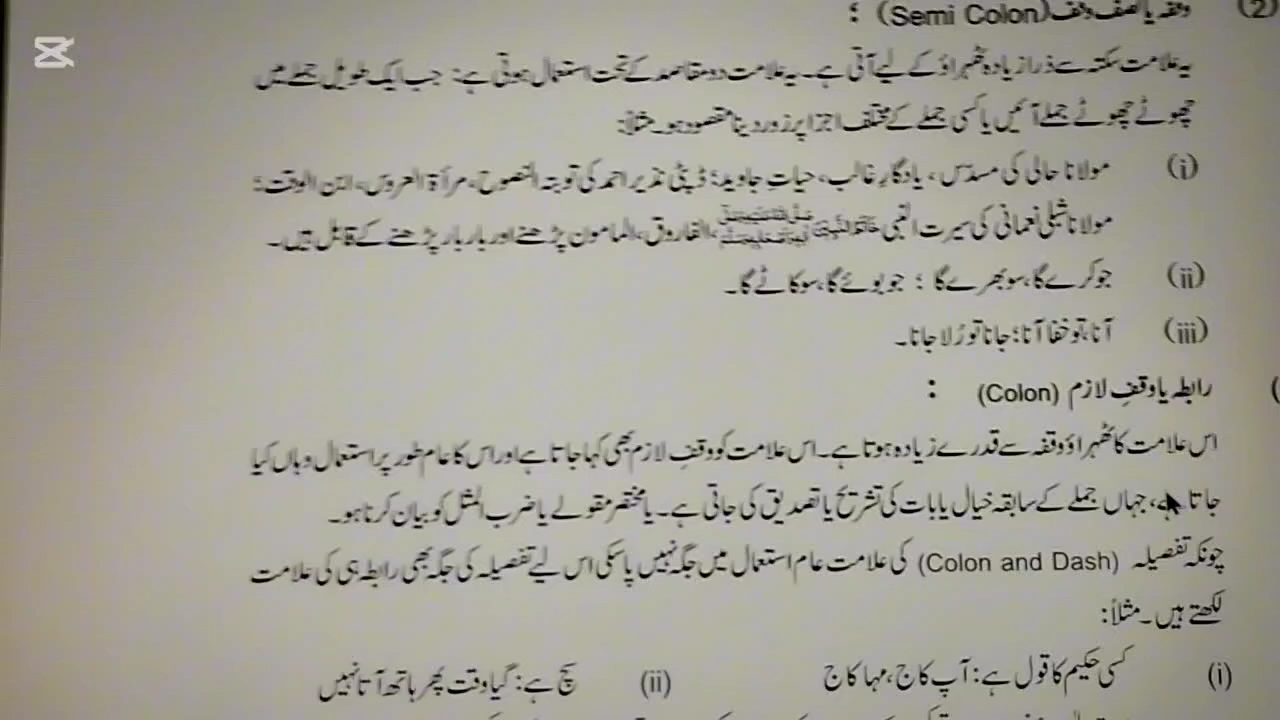 (2) وقفہ یا نصف وقف (Semi Colon) ؛
یہ علامت سکتہ سے ذرا زیادہ ٹھہراؤ کے لیے آتی ہے۔ یہ علامت دو مقاصد کے تحت استعمال ہوتی ہے: جب ایک طویل جملے میں
چھوٹے چھوٹے جملے آئیں یا کسی جملے کے مختلف اجزا پر زور دینا مقصود ہو۔ مثلاً:
(i) مولانا حالی کی مسدّس، یادگارِ غالب، حیاتِ جاوید؛ ڈپٹی نذیر احمد کی توبتہ النصوح، مرأۃ العروس، ابن الوقت؛
مولانا شبلی نعمانی کی سیرت النبی، الفاروق، المامون پڑھنے اور بار بار پڑھنے کے قابل ہیں۔
(ii) جو کرے گا، سو بھرے گا ؛ جو بوئے گا، سو کاٹے گا۔
(iii) آنا، تو خفا آنا؛ جانا تو رُلا جانا۔
رابطہ یا وقفِ لازم (Colon) :
اس علامت کا ٹھہراؤ وقفہ سے قدرے زیادہ ہوتا ہے۔ اس علامت کو وقفِ لازم بھی کہا جاتا ہے اور اس کا عام طور پر استعمال وہاں کیا
جاتا ہے، جہاں جملے کے سابقہ خیال یا بات کی تشریح یا تصدیق کی جاتی ہے۔ یا مختصر مقولے یا ضرب المثل کو بیان کرنا ہو۔
چونکہ تفصیلہ (Colon and Dash) کی علامت عام استعمال میں جگہ نہیں پا سکی اس لیے تفصیلہ کی جگہ بھی رابطہ ہی کی علامت
لکھتے ہیں۔ مثلاً:
(i) کسی حکیم کا قول ہے: آپ کاج، مہا کاج (ii) سچ ہے: گیا وقت پھر ہاتھ آتا نہیں